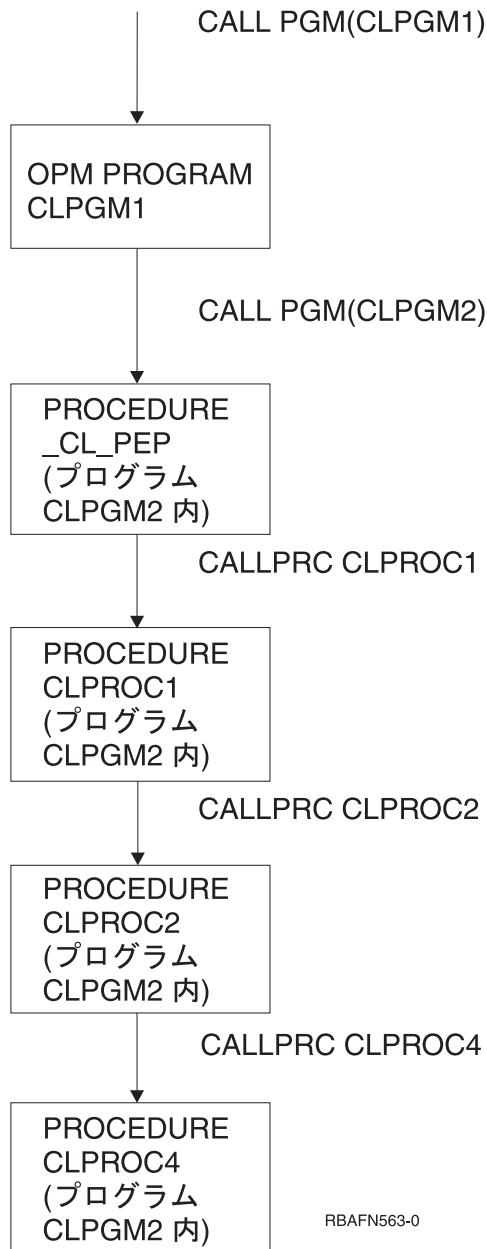 CALL PGM(CLPGM1)
OPM PROGRAM
CLPGM1
CALL PGM(CLPGM2)
PROCEDURE
_CL_PEP
(プログラム
CLPGM2 内)
CALLPRC CLPROC1
PROCEDURE
CLPROC1
(プログラム
CLPGM2 内)
CALLPRC CLPROC2
PROCEDURE
CLPROC2
(プログラム
CLPGM2 内)
CALLPRC CLPROC4
PROCEDURE
CLPROC4
(プログラム
CLPGM2 内)
RBAFN563-0